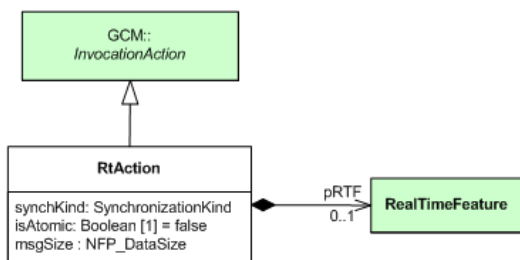 GCM::
InvocationAction
RtAction
synchKind: SynchronizationKind
isAtomic: Boolean [1] = false
msgSize : NFP_DataSize
pRTF
0..1
RealTimeFeature